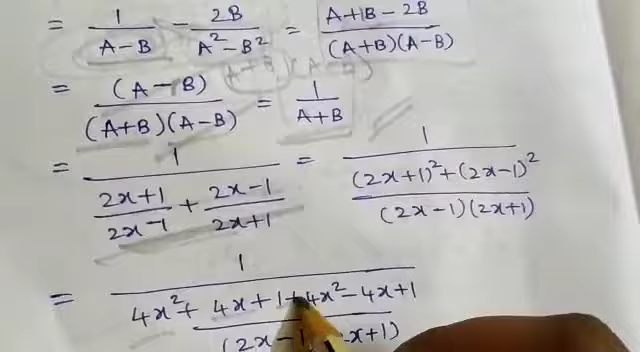 = 1/(A-B) - 2B/(A²-B²) = (A+B-2B)/((A+B)(A-B))
= (A-B)/((A+B)(A-B)) = 1/(A+B)
= 1/((2x+1)/(2x-1) + (2x-1)/(2x+1)) = 1/(((2x+1)²+(2x-1)²)/((2x-1)(2x+1)))
= 1/((4x²+4x+1+4x²-4x+1)/((2x-1 x+1)))